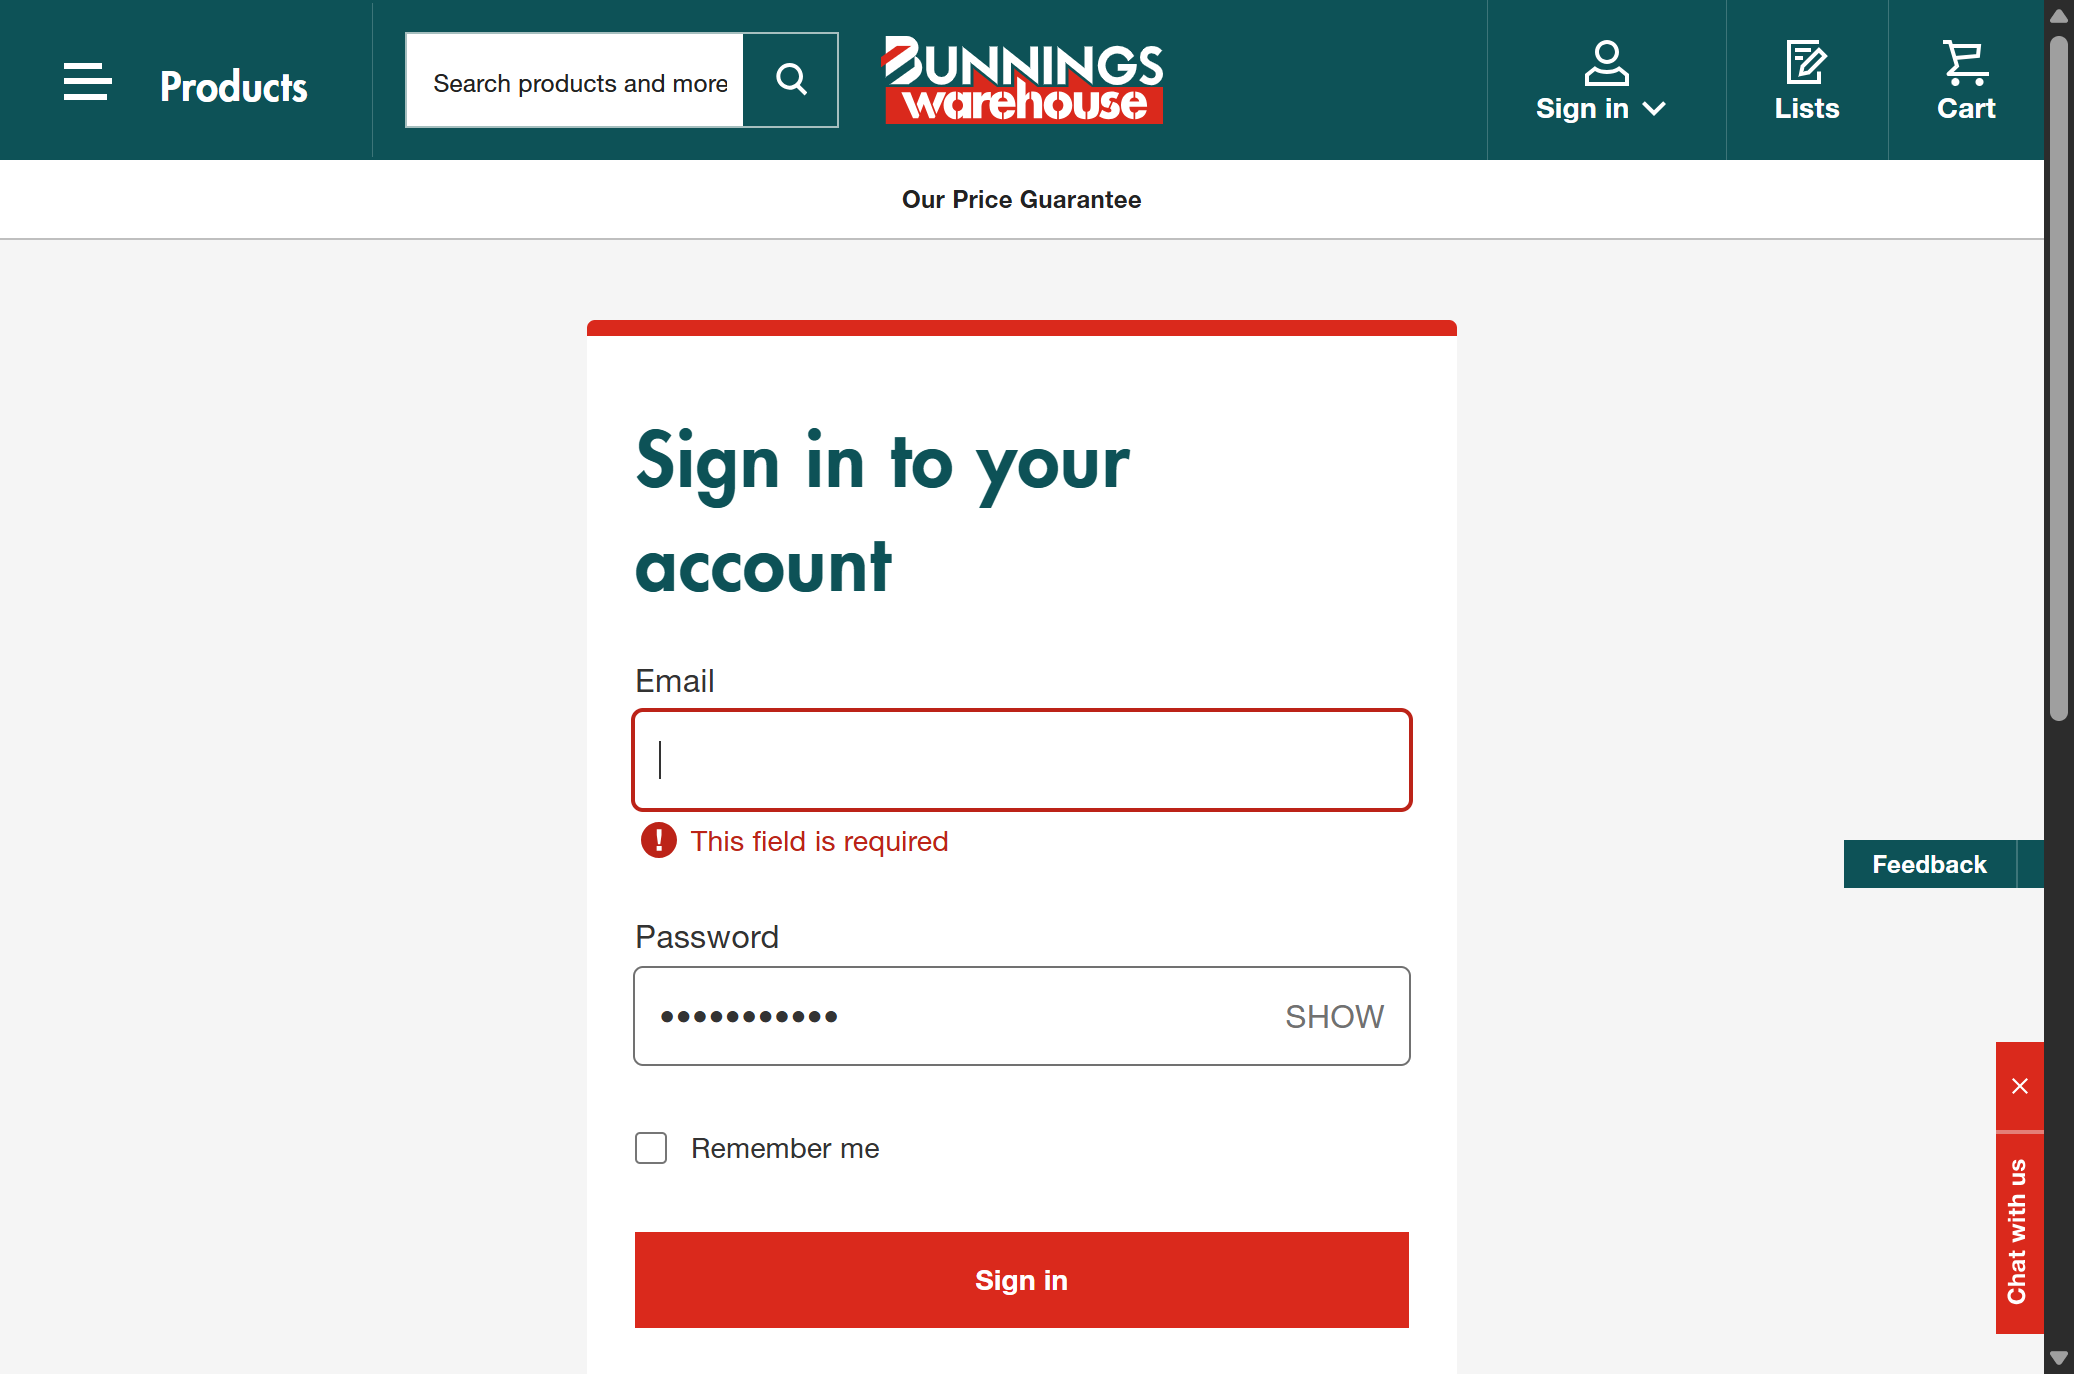 Products
Search products and more
BUNNINGS
warehouse
Sign in
Lists
Cart
Our Price Guarantee
Sign in to your
account
Email
This field is required
Feedback
Password
•••••••••••
SHOW
Remember me
Chat with us
Sign in